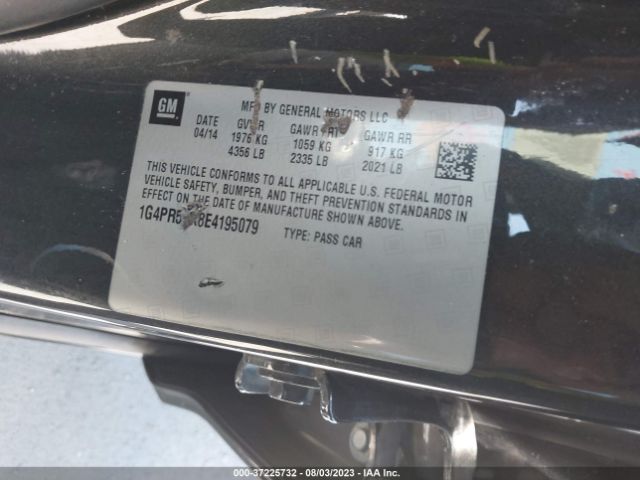 GM
MFD BY GENERAL MOTORS LLC
DATE GVWR GAWR FRT GAWR RR
04/14 1976 KG 1059 KG 917 KG
4356 LB 2335 LB 2021 LB
THIS VEHICLE CONFORMS TO ALL APPLICABLE U.S. FEDERAL MOTOR
VEHICLE SAFETY, BUMPER, AND THEFT PREVENTION STANDARDS IN
EFFECT ON THE DATE OF MANUFACTURE SHOWN ABOVE.
TYPE: PASS CAR
000-37225732 - 08/03/2023 - IAA Inc.